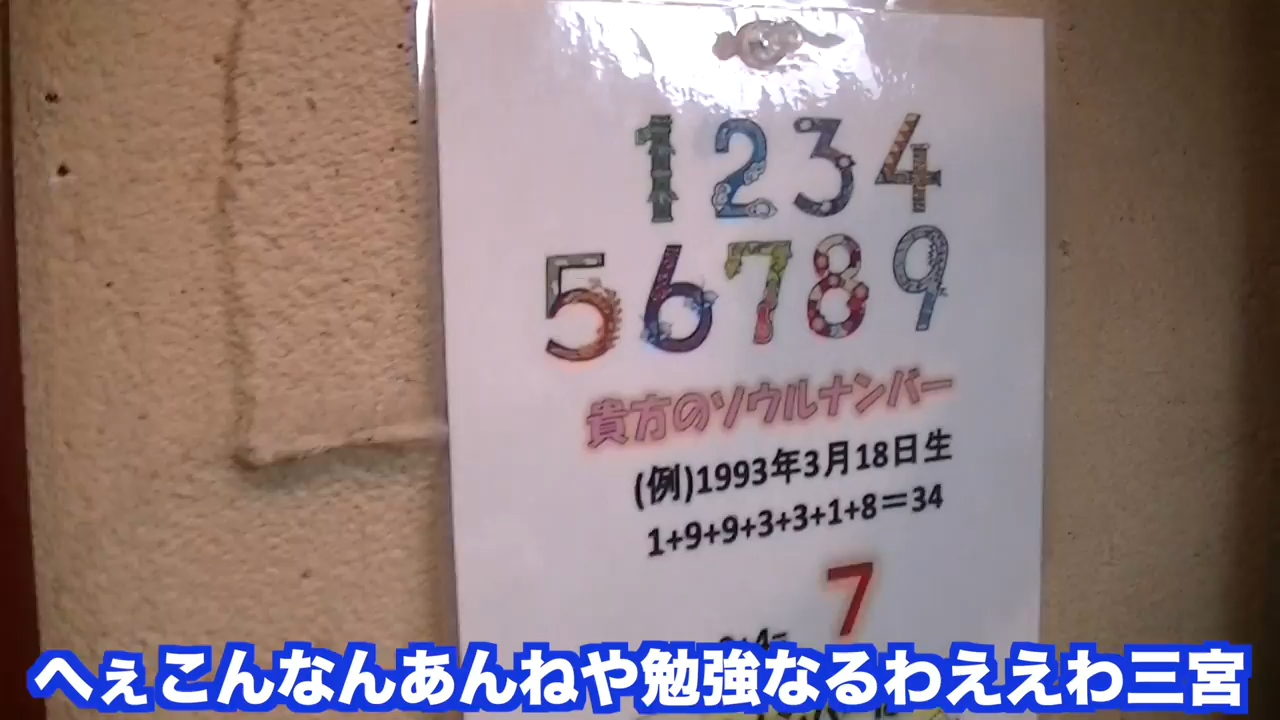 1234
56789
貴方のソウルナンバー
(例)1993年3月18日生
1+9+9+3+3+1+8=34
7
へぇこんなんあんねや勉強なるわええわ三宮